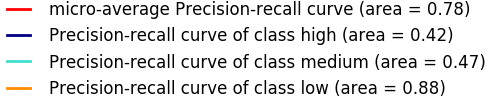 micro-average Precision-recall curve (area = 0.78)
Precision-recall curve of class high (area = 0.42)
Precision-recall curve of class medium (area = 0.47)
Precision-recall curve of class low (area = 0.88)